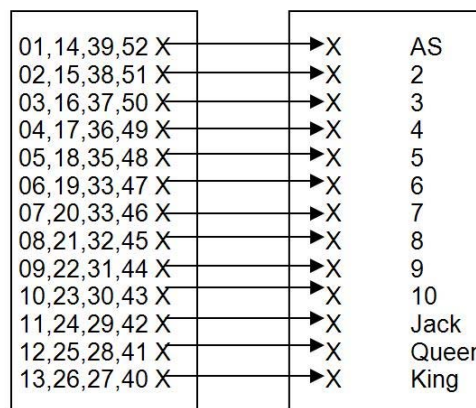 01,14,39,52 X X AS
02,15,38,51 X X 2
03,16,37,50 X X 3
04,17,36,49 X X 4
05,18,35,48 X X 5
06,19,33,47 X X 6
07,20,33,46 X X 7
08,21,32,45 X X 8
09,22,31,44 X X 9
10,23,30,43 X X 10
11,24,29,42 X X Jack
12,25,28,41 X X Queen
13,26,27,40 X X King